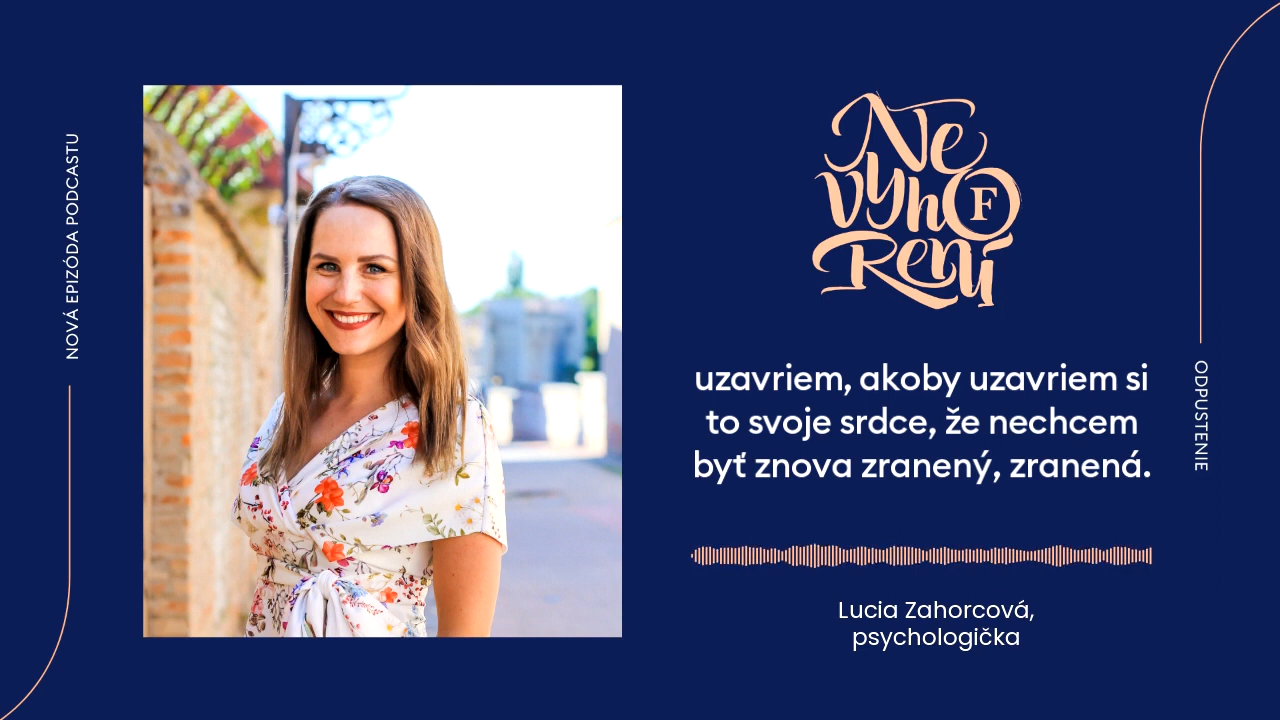 NOVÁ EPIZÓDA PODCASTU
Ne
vyhO
F
Rení
uzavriem, akoby uzavriem si
to svoje srdce, že nechcem
byť znova zranený, zranená.
ODPUSTENIE
Lucia Zahorcová,
psychologička